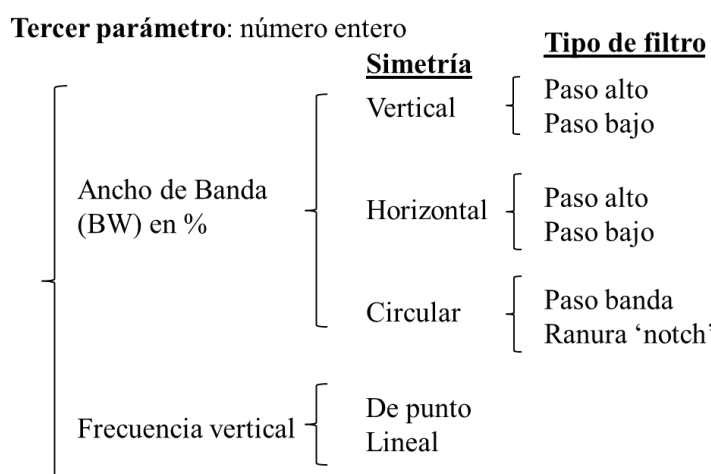 Tercer parámetro: número entero
Simetría
Tipo de filtro
Ancho de Banda
(BW) en %
Vertical
Paso alto
Paso bajo
Horizontal
Paso alto
Paso bajo
Circular
Paso banda
Ranura ‘notch’
Frecuencia vertical
De punto
Lineal